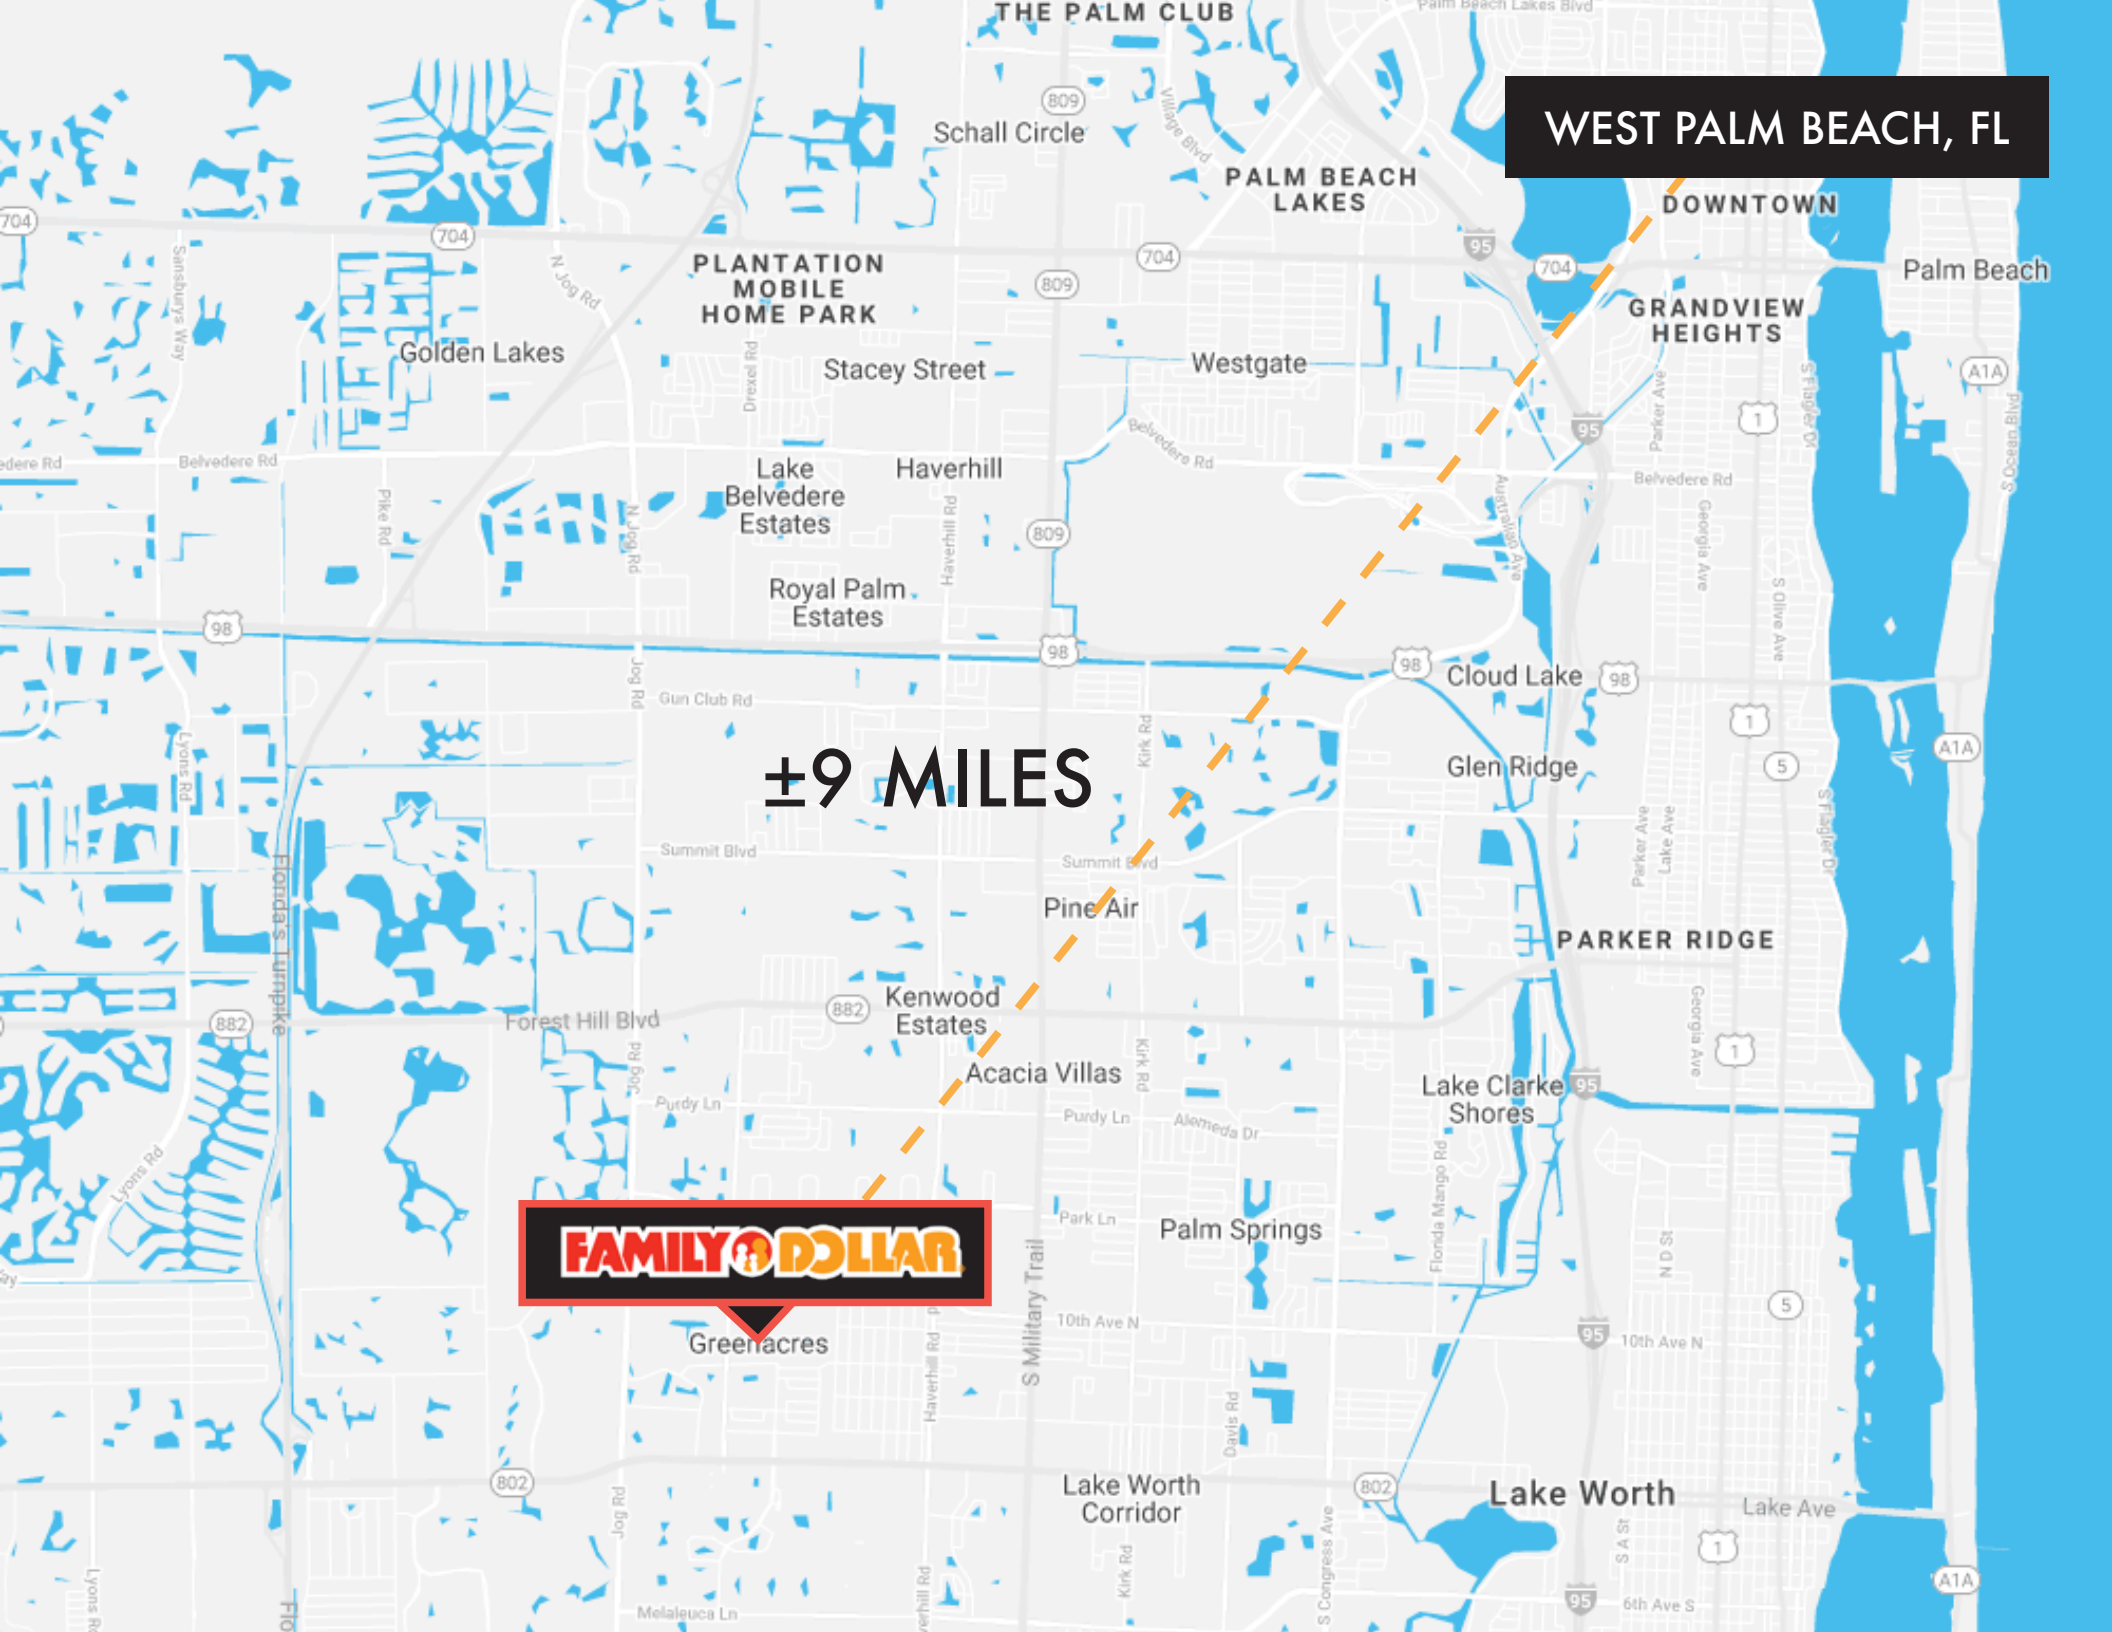 THE PALM CLUB
Palm Beach Lakes Blvd
WEST PALM BEACH, FL
809
Schall Circle
Village Blvd
PALM BEACH
LAKES
DOWNTOWN
704
704
704
95
704
Palm Beach
Sansburys Way
N Jog Rd
PLANTATION
MOBILE
HOME PARK
809
GRANDVIEW
HEIGHTS
Golden Lakes
Drexel Rd
Stacey Street
Westgate
A1A
S Flagler Dr
Parker Ave
1
95
S Ocean Blvd
Belvedere Rd
Belvedere Rd
Belvedere Rd
Lake
Belvedere
Estates
Haverhill
Pike Rd
N Jog Rd
Haverhill Rd
809
Australian Ave
Georgia Ave
Royal Palm
Estates
S Olive Ave
98
98
98
Cloud Lake
98
Jog Rd
Gun Club Rd
Kirk Rd
1
A1A
Lyons Rd
±9 MILES
Glen Ridge
5
S Flagler Dr
Parker Ave
Lake Ave
Summit Blvd
Summit Blvd
Florida's Turnpike
Pine Air
PARKER RIDGE
882
Forest Hill Blvd
882
Kenwood
Estates
Georgia Ave
1
Jog Rd
Acacia Villas
Kirk Rd
Lake Clarke
Shores
95
Purdy Ln
Purdy Ln
Alemeda Dr
Lyons Rd
Florida Mango Rd
FAMILY DOLLAR
Park Ln
Palm Springs
N D St
S Military Trail
Greenacres
Haverhill Rd
10th Ave N
95
10th Ave N
5
Davis Rd
802
Jog Rd
Lake Worth
Corridor
802
Lake Worth
Lake Ave
Lyons Rd
Kirk Rd
S Congress Ave
S A St
1
A1A
Melaleuca Ln
95
6th Ave S